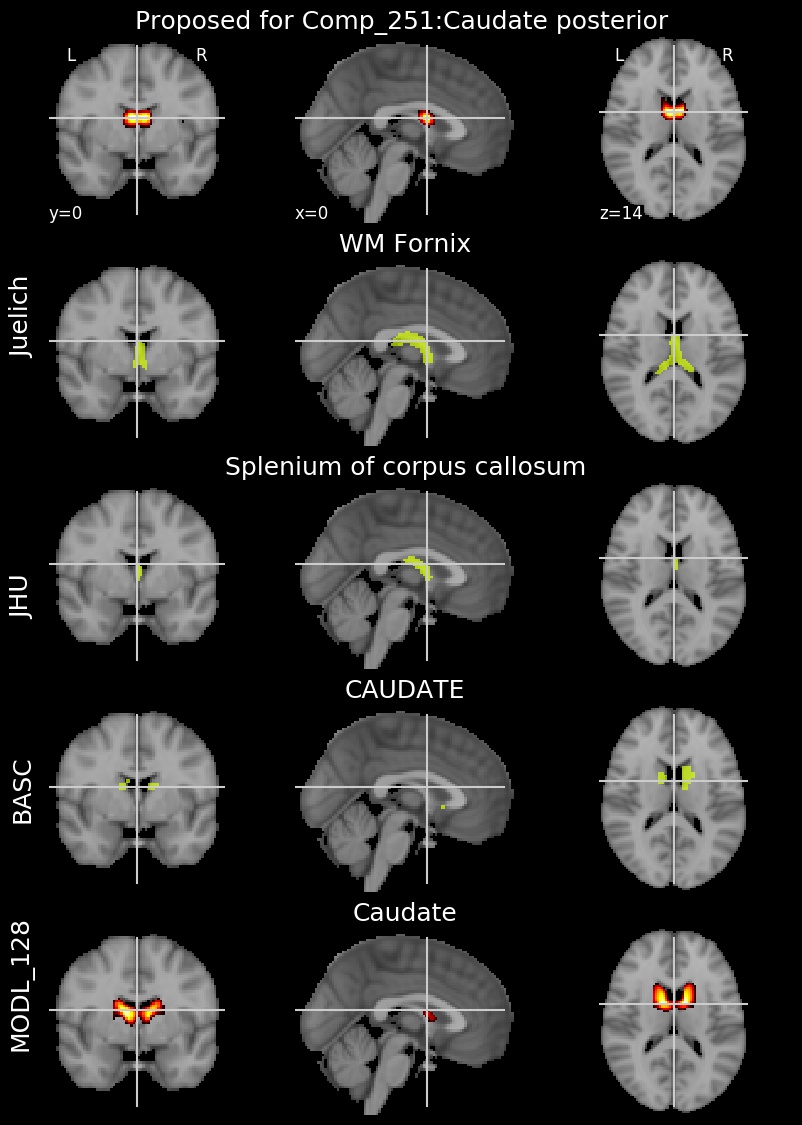 Proposed for Comp_251:Caudate posterior
L R L R
y=0 x=0 z=14
WM Fornix
Juelich
Splenium of corpus callosum
JHU
CAUDATE
BASC
Caudate
MODL_128